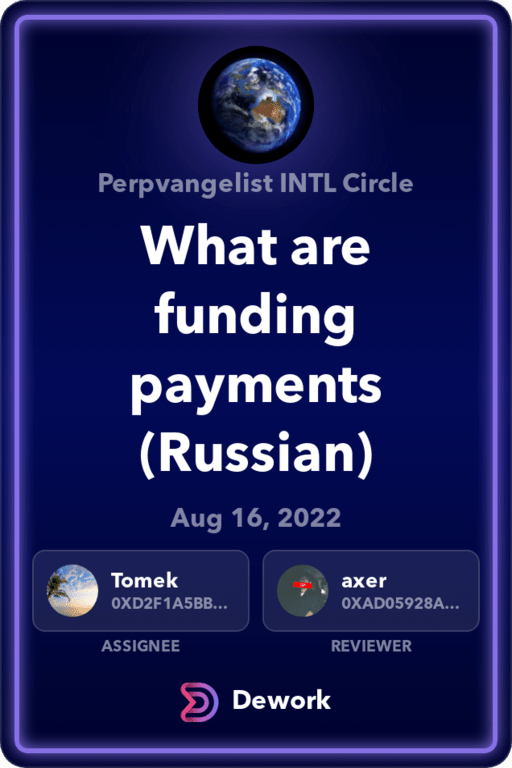 Perpvangelist INTL Circle
What are
funding
payments
(Russian)
Aug 16, 2022
Tomek
0XD2F1A5BB...
ASSIGNEE
axer
0XAD05928A...
REVIEWER
Dework